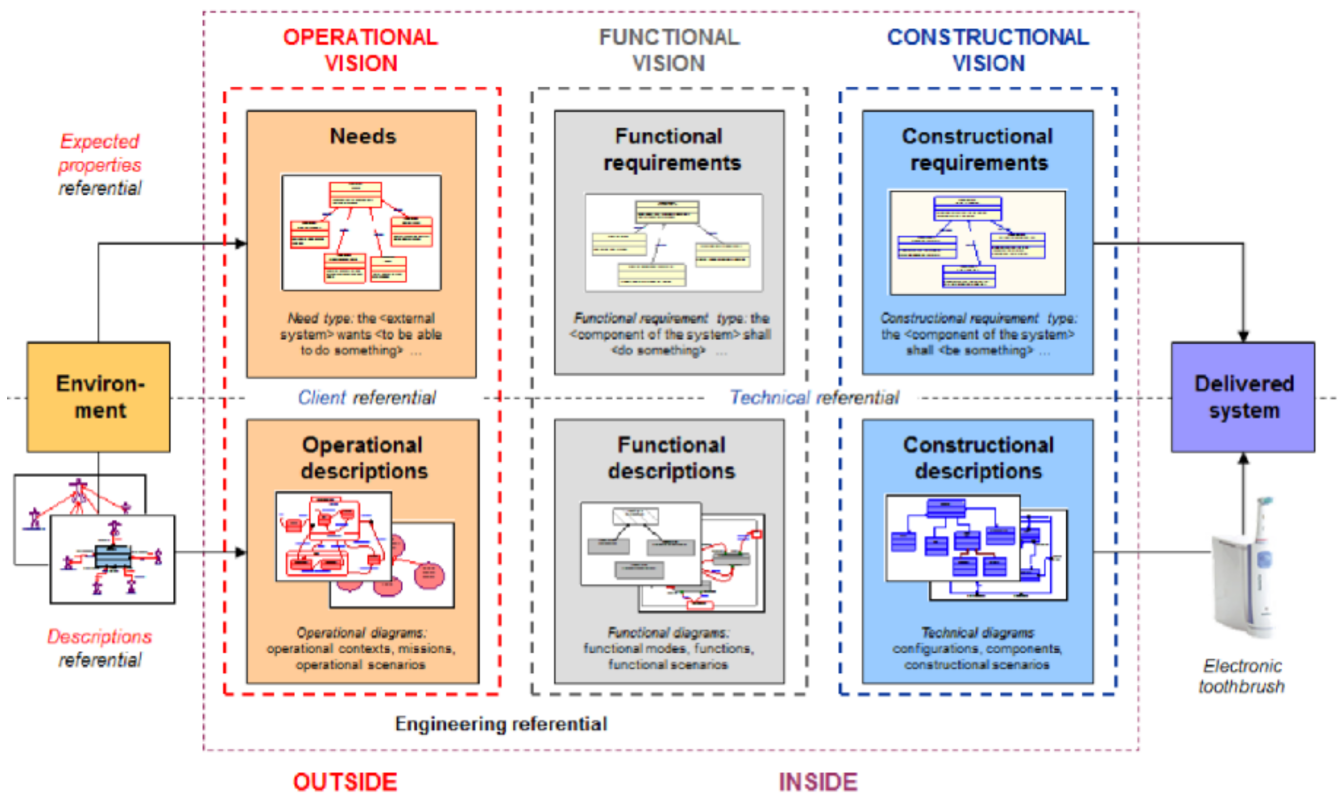 OPERATIONAL
VISION
FUNCTIONAL
VISION
CONSTRUCTIONAL
VISION
Expected
properties
referential
Needs
Need type: the <external
system> wants <to be able
to do something> ...
Functional
requirements
Functional requirement type: the
<component of the system> shall
<do something> ...
Constructional
requirements
Constructional requirement type:
the <component of the system>
shall <be something> ...
Environ-
ment
Client referential
Technical referential
Delivered
system
Operational
descriptions
Operational diagrams:
operational contexts, missions,
operational scenarios
Functional
descriptions
Functional diagrams:
functional modes, functions,
functional scenarios
Constructional
descriptions
Technical diagrams
configurations, components,
constructional scenarios
Descriptions
referential
Electronic
toothbrush
Engineering referential
OUTSIDE
INSIDE